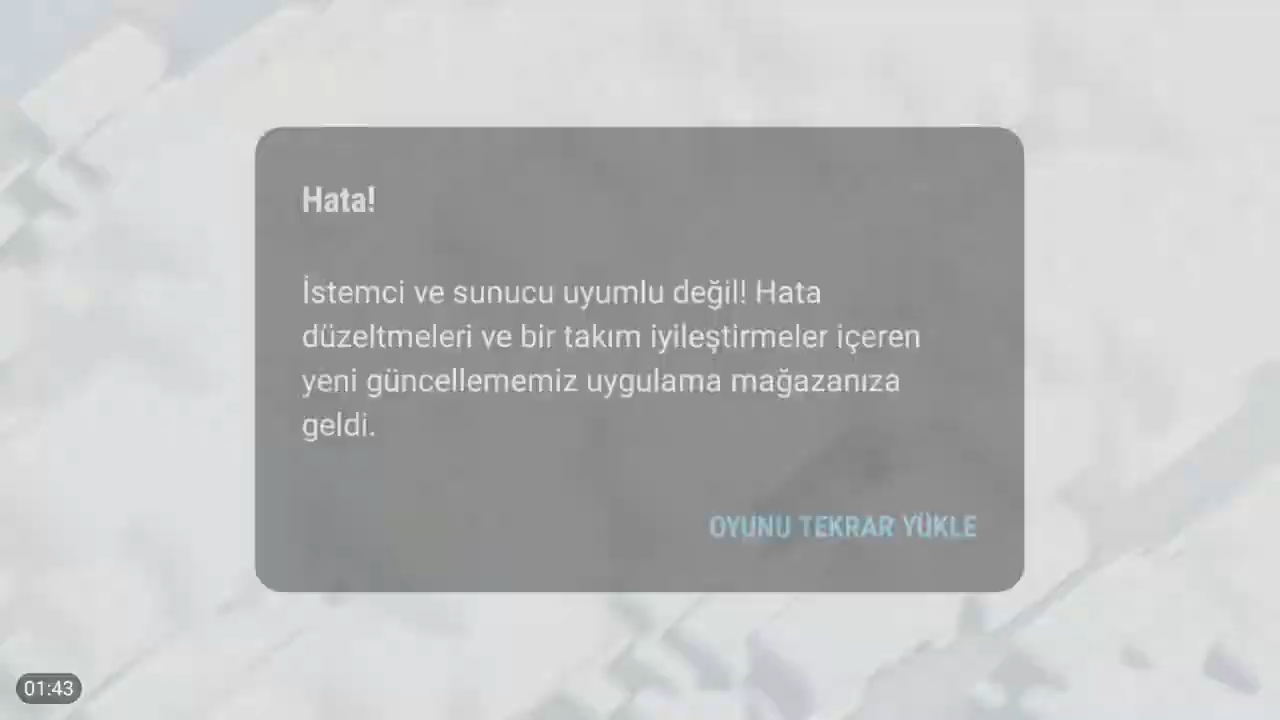 Hata!
İstemci ve sunucu uyumlu değil! Hata
düzeltmeleri ve bir takım iyileştirmeler içeren
yeni güncellememiz uygulama mağazanıza
geldi.
OYUNU TEKRAR YÜKLE
01:43